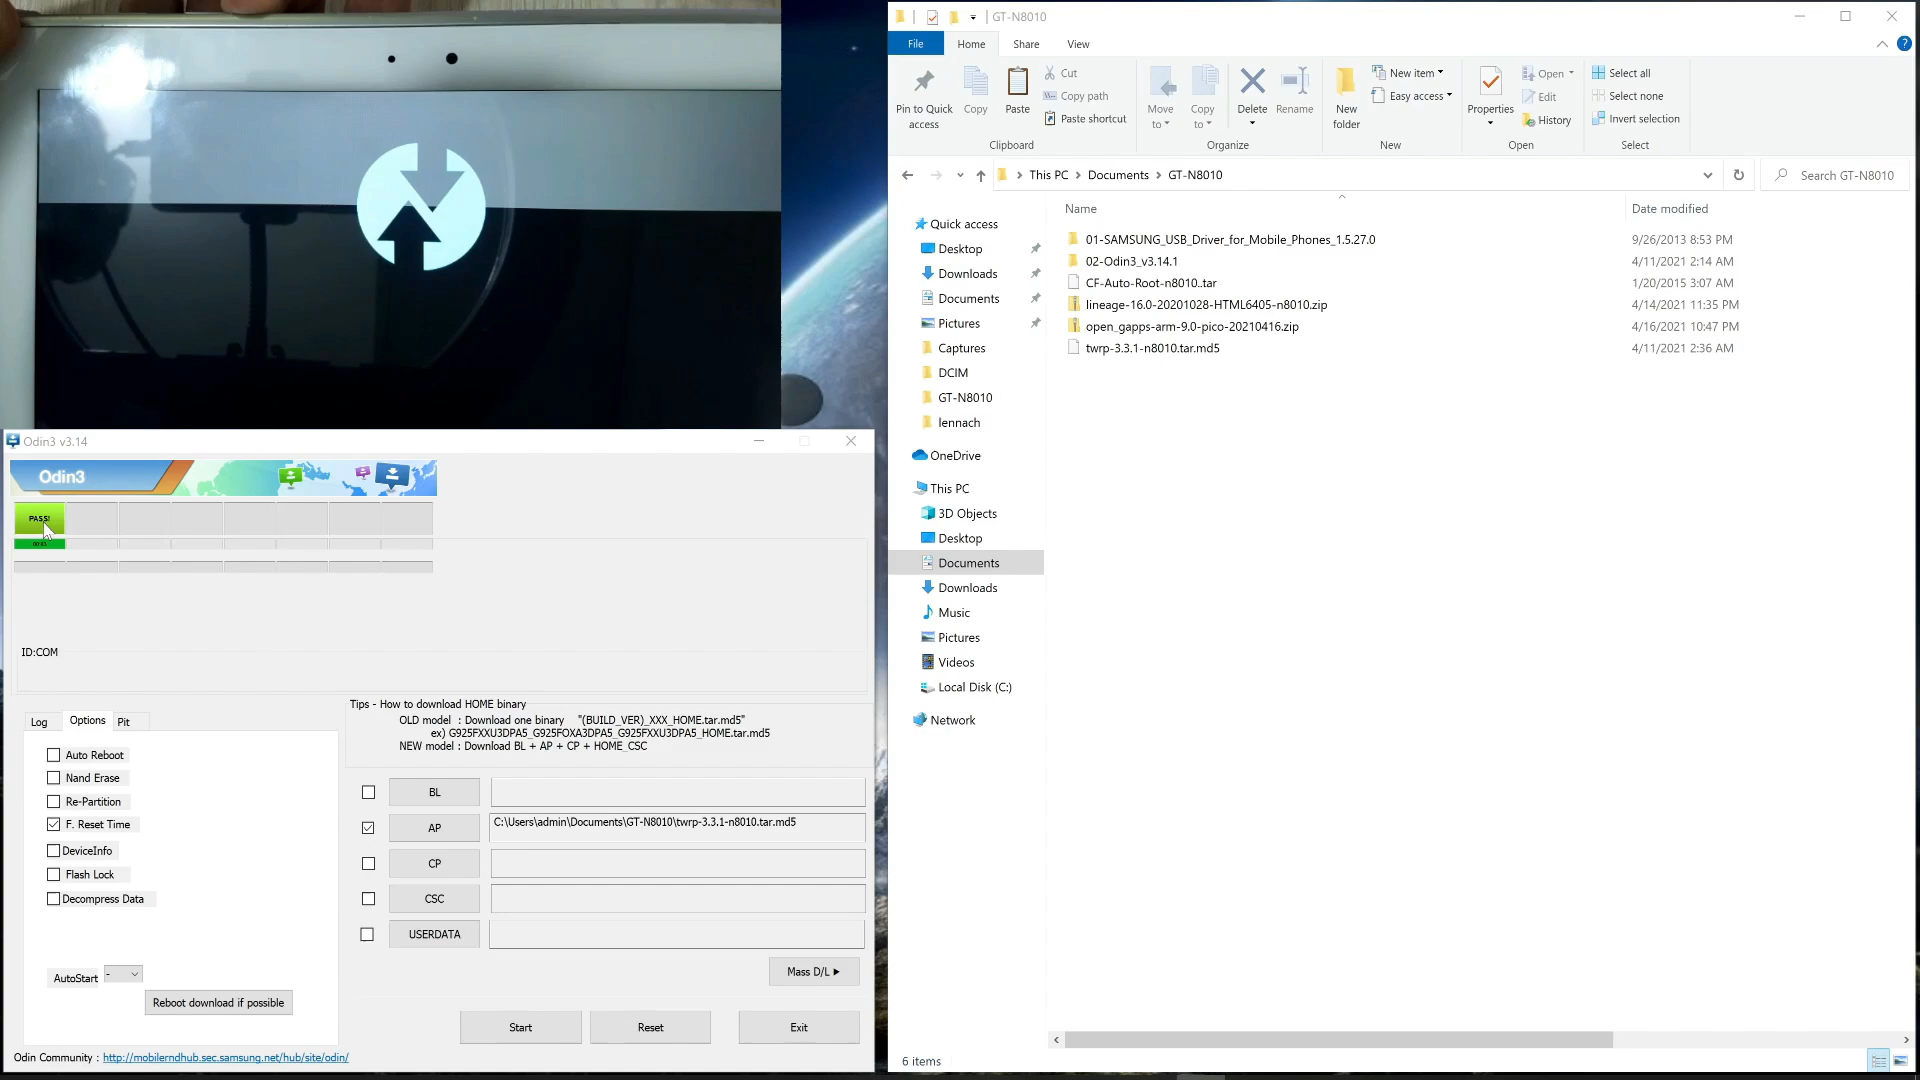 GT-N8010
File
Home
Share
View
Pin to Quick access
Copy
Paste
Cut
Copy path
Paste shortcut
Move to
Copy to
Delete
Rename
New folder
New item
Easy access
Properties
Open
Edit
History
Select all
Select none
Invert selection
Clipboard
Organize
New
Open
Select
This PC > Documents > GT-N8010
Search GT-N8010
Name
Date modified
01-SAMSUNG_USB_Driver_for_Mobile_Phones_1.5.27.0 9/26/2013 8:53 PM
02-Odin3_v3.14.1 4/11/2021 2:14 AM
CF-Auto-Root-n8010..tar 1/20/2015 3:07 AM
lineage-16.0-20201028-HTML6405-n8010.zip 4/14/2021 11:35 PM
open_gapps-arm-9.0-pico-20210416.zip 4/16/2021 10:47 PM
twrp-3.3.1-n8010.tar.md5 4/11/2021 2:36 AM
Quick access
Desktop
Downloads
Documents
Pictures
Captures
DCIM
GT-N8010
lennach
OneDrive
This PC
3D Objects
Desktop
Documents
Downloads
Music
Pictures
Videos
Local Disk (C:)
Network
6 items
Odin3 v3.14
Odin3
PASS!
ID:COM
Log
Options
Pit
Auto Reboot
Nand Erase
Re-Partition
F. Reset Time
DeviceInfo
Flash Lock
Decompress Data
AutoStart -
Reboot download if possible
Tips - How to download HOME binary
OLD model : Download one binary "(BUILD_VER)_XXX_HOME.tar.md5"
ex) G925FXXU3DPA5_G925FOXA3DPA5_G925FXXU3DPA5_HOME.tar.md5
NEW model : Download BL + AP + CP + HOME_CSC
BL
AP C:\Users\admin\Documents\GT-N8010\twrp-3.3.1-n8010.tar.md5
CP
CSC
USERDATA
Mass D/L
Start
Reset
Exit
Odin Community : http://mobilerndhub.sec.samsung.net/hub/site/odin/